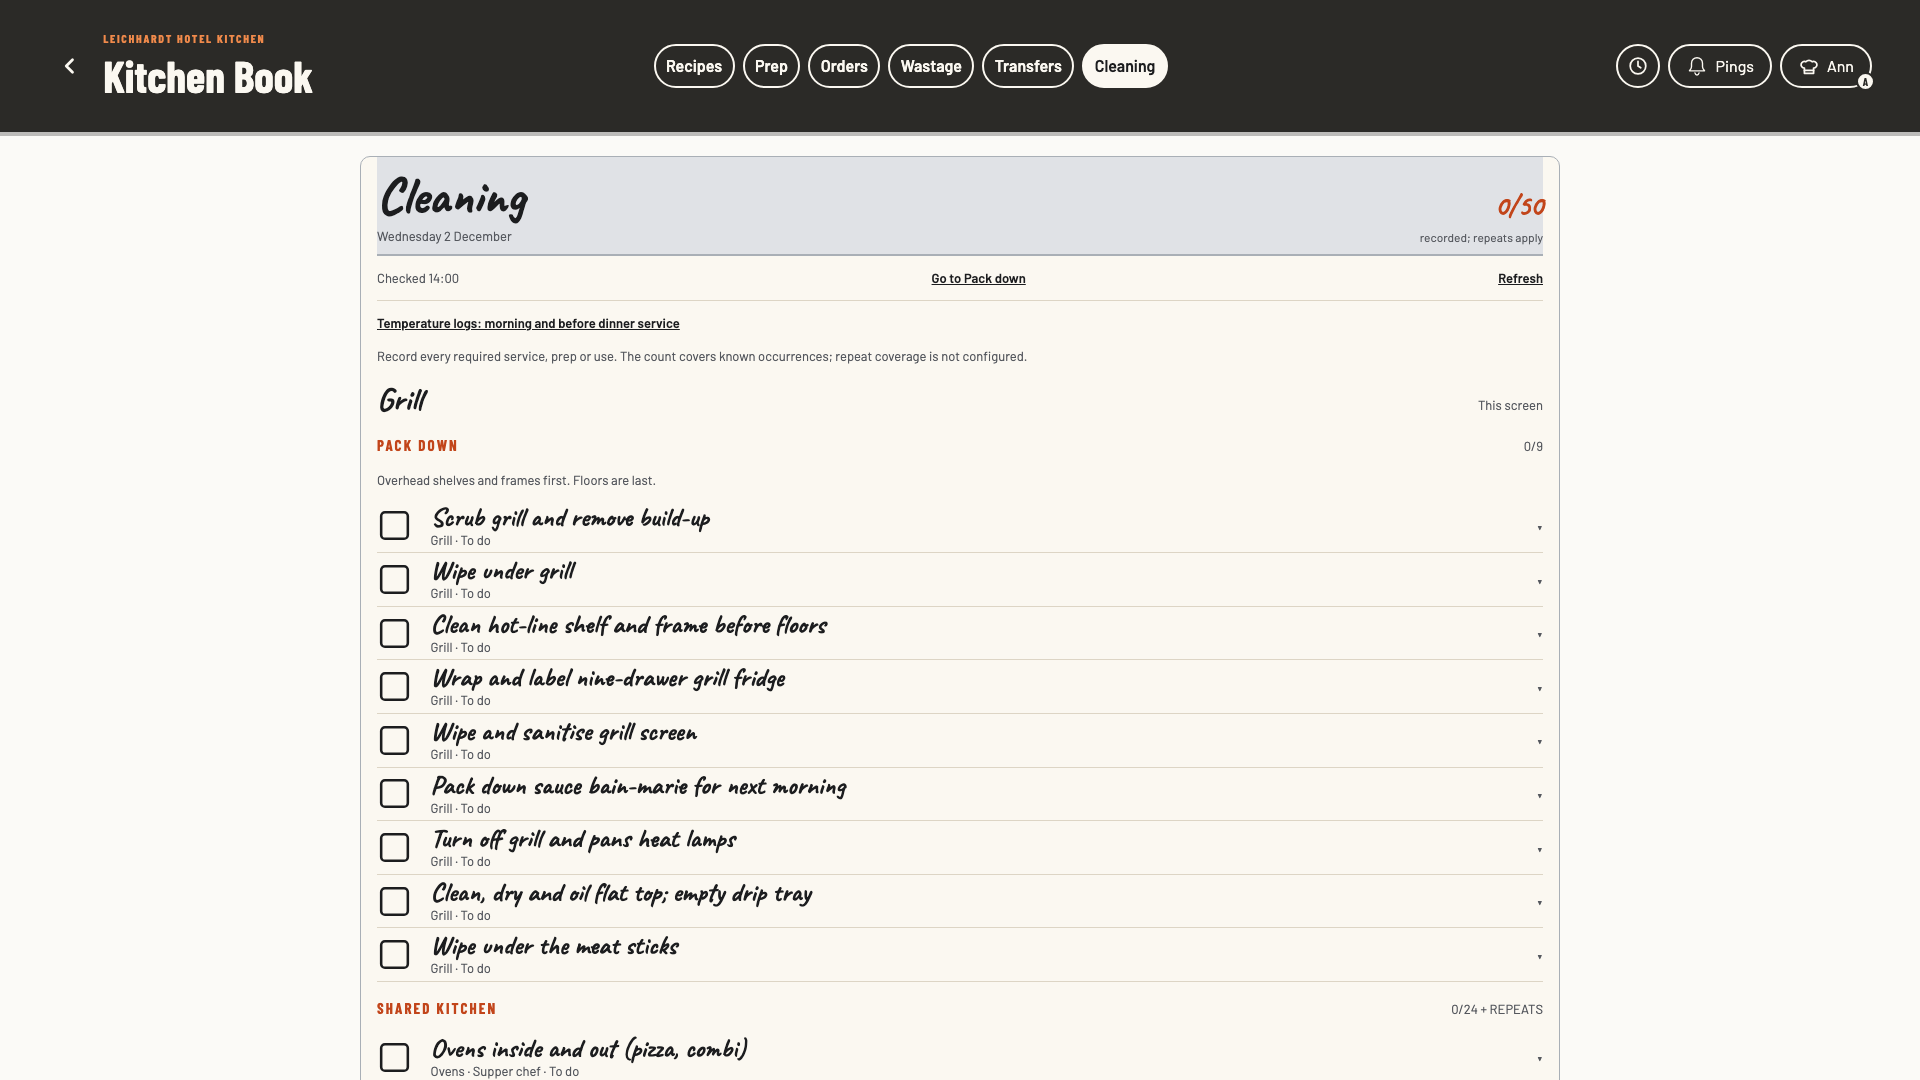 LEICHHARDT HOTEL KITCHEN
Kitchen Book
Recipes Prep Orders Wastage Transfers Cleaning
Pings Ann A
Cleaning 0/50
Wednesday 2 December recorded; repeats apply
Checked 14:00 Go to Pack down Refresh
Temperature logs: morning and before dinner service
Record every required service, prep or use. The count covers known occurrences; repeat coverage is not configured.
Grill This screen
PACK DOWN 0/9
Overhead shelves and frames first. Floors are last.
Scrub grill and remove build-up
Grill · To do
Wipe under grill
Grill · To do
Clean hot-line shelf and frame before floors
Grill · To do
Wrap and label nine-drawer grill fridge
Grill · To do
Wipe and sanitise grill screen
Grill · To do
Pack down sauce bain-marie for next morning
Grill · To do
Turn off grill and pans heat lamps
Grill · To do
Clean, dry and oil flat top; empty drip tray
Grill · To do
Wipe under the meat sticks
Grill · To do
SHARED KITCHEN 0/24 + REPEATS
Ovens inside and out (pizza, combi)
Ovens · Supper chef · To do